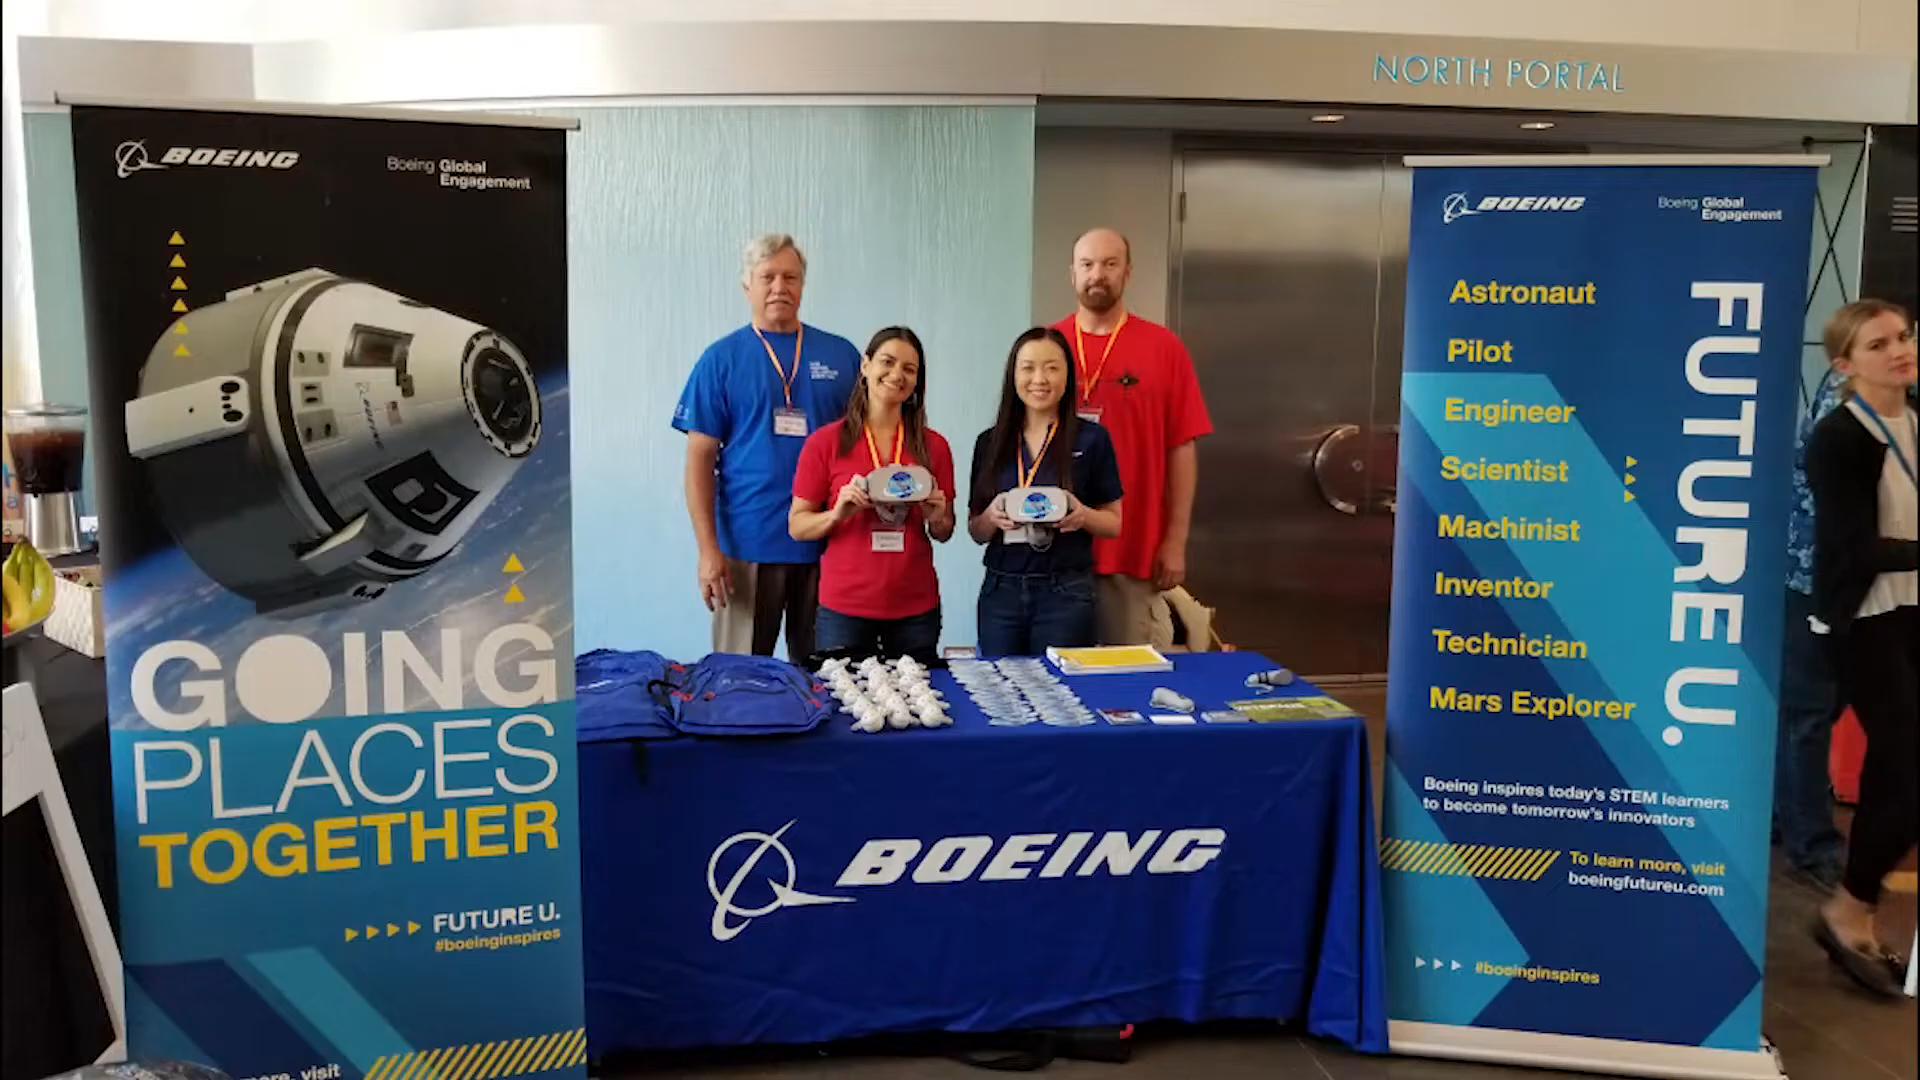 NORTH PORTAL
BOEING
Boeing Global
Engagement
BOEING
GOING
PLACES
TOGETHER
FUTURE U.
#boeinginspires
more, visit
BOEING
BOEING
Boeing Global
Engagement
FUTURE U.
Astronaut
Pilot
Engineer
Scientist
Machinist
Inventor
Technician
Mars Explorer
Boeing inspires today's STEM learners
to become tomorrow's innovators
To learn more, visit
boeingfutureu.com
#boeinginspires